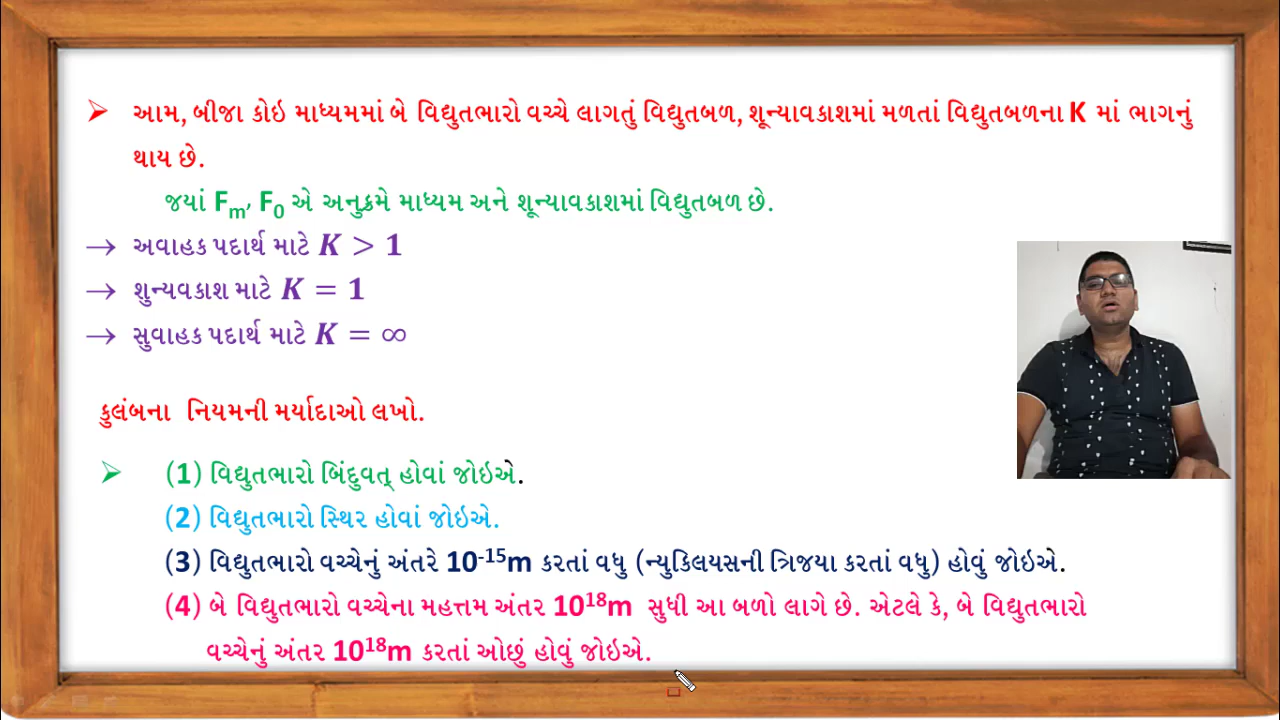 ➢ આમ, બીજા કોઇ માધ્યમમાં બે વિદ્યુતભારો વચ્ચે લાગતું વિદ્યુતબળ, શૂન્યાવકાશમાં મળતાં વિદ્યુતબળના K માં ભાગનું
થાય છે.
જયાં Fₘ, F₀ એ અનુક્રમે માધ્યમ અને શૂન્યાવકાશમાં વિદ્યુતબળ છે.
→ અવાહક પદાર્થ માટે K > 1
→ શુન્યવકાશ માટે K = 1
→ સુવાહક પદાર્થ માટે K = ∞
કુલંબના નિયમની મર્યાદાઓ લખો.
➢ (1) વિદ્યુતભારો બિંદુવત્ હોવાં જોઇએ.
(2) વિદ્યુતભારો સ્થિર હોવાં જોઇએ.
(3) વિદ્યુતભારો વચ્ચેનું અંતરે 10⁻¹⁵m કરતાં વધુ (ન્યુકિલયસની ત્રિજયા કરતાં વધુ) હોવું જોઇએ.
(4) બે વિદ્યુતભારો વચ્ચેના મહત્તમ અંતર 10¹⁸m સુધી આ બળો લાગે છે. એટલે કે, બે વિદ્યુતભારો
વચ્ચેનું અંતર 10¹⁸m કરતાં ઓછું હોવું જોઇએ.